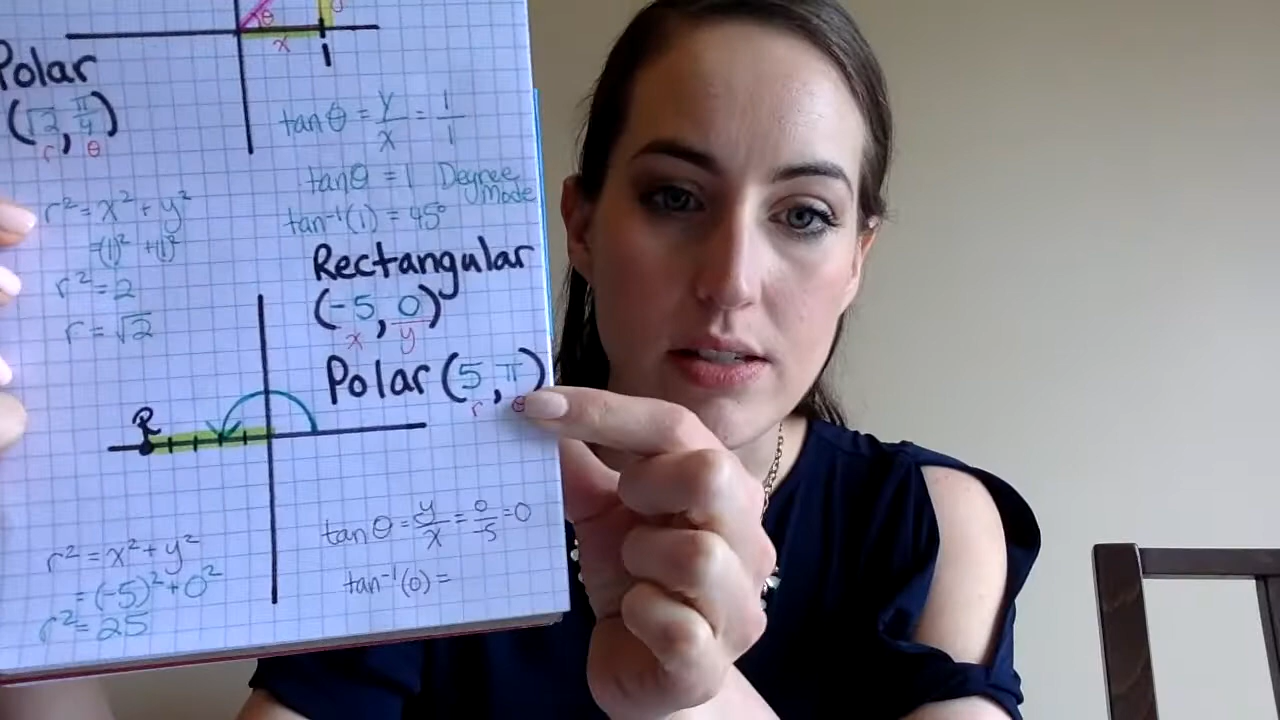 θ
y
x
1
Polar
(√2, π/4)
r θ
r² = x² + y²
=(1)² +(1)²
r² = 2
r = √2
tan θ = y/x = 1/1
tan θ = 1 Degree Mode
tan⁻¹(1) = 45°
Rectangular
(-5, 0)
x y
Polar (5, π)
r θ
R
r² = x² + y²
= (-5)² + 0²
r² = 25
tan θ = y/x = 0/-5 = 0
tan⁻¹(0) =